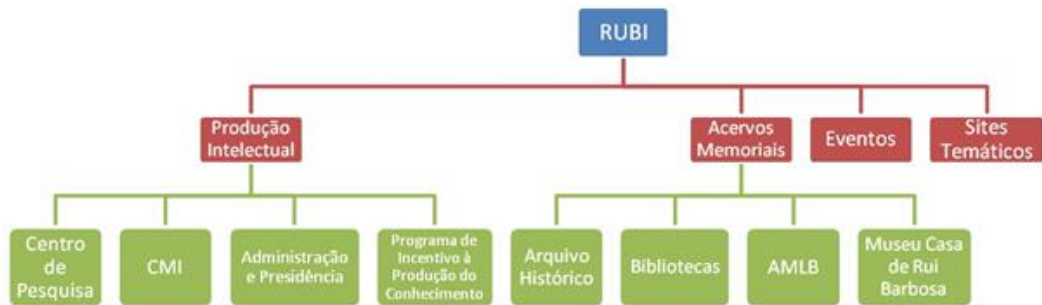 RUBI
Produção
Intelectual
Acervos
Memoriais
Eventos
Sites
Temáticos
Centro
de
Pesquisa
CMI
Administração
e Presidência
Programa de
Incentivo à
Produção do
Conhecimento
Arquivo
Histórico
Bibliotecas
AMLB
Museu Casa
de Rui
Barbosa